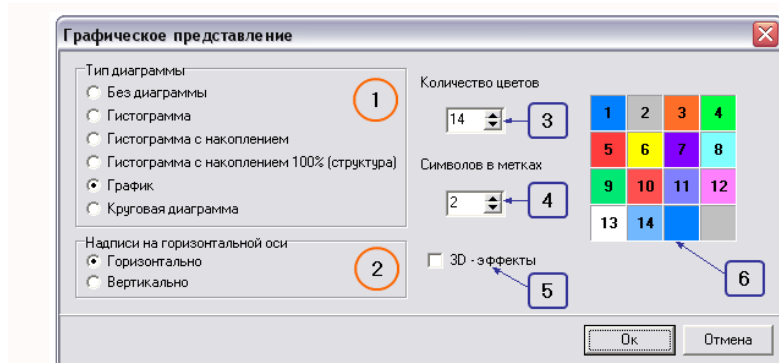 Графическое представление
Тип диаграммы
Без диаграммы
Гистограмма
Гистограмма с накоплением
Гистограмма с накоплением 100% (структура)
График
Круговая диаграмма
1
Надписи на горизонтальной оси
Горизонтально
Вертикально
2
Количество цветов
14
3
Символов в метках
2
4
3D - эффекты
5
1 2 3 4
5 6 7 8
9 10 11 12
13 14
6
Ок Отмена